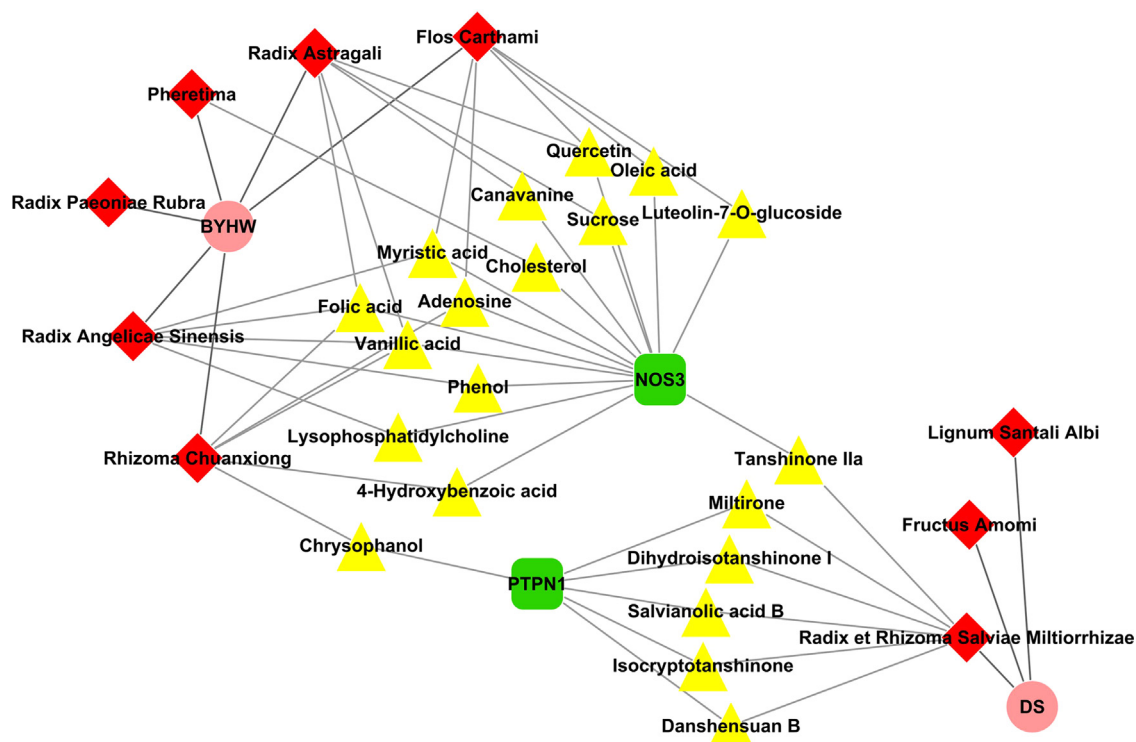 Flos Carthami
Radix Astragali
Pheretima
Quercetin
Oleic acid
Canavanine
Radix Paeoniae Rubra
Luteolin-7-O-glucoside
Sucrose
BYHW
Myristic acid
Cholesterol
Adenosine
Folic acid
Radix Angelicae Sinensis
Vanillic acid
NOS3
Phenol
Lignum Santali Albi
Lysophosphatidylcholine
Rhizoma Chuanxiong
Tanshinone IIa
4-Hydroxybenzoic acid
Miltirone
Fructus Amomi
Chrysophanol
Dihydroisotanshinone I
PTPN1
Salvianolic acid B
Radix et Rhizoma Salviae Miltiorrhizae
Isocryptotanshinone
DS
Danshensuan B